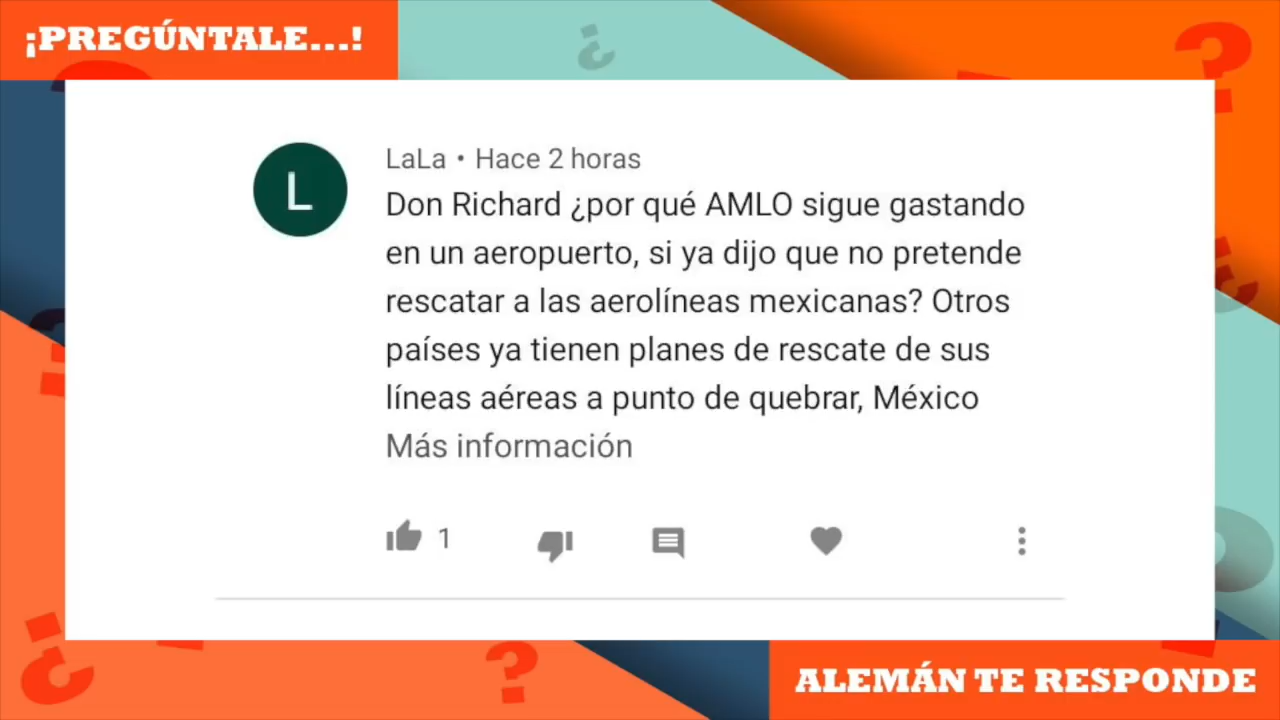 ¡PREGÚNTALE...!
LaLa • Hace 2 horas
L
Don Richard ¿por qué AMLO sigue gastando
en un aeropuerto, si ya dijo que no pretende
rescatar a las aerolíneas mexicanas? Otros
países ya tienen planes de rescate de sus
líneas aéreas a punto de quebrar, México
Más información
1
ALEMÁN TE RESPONDE